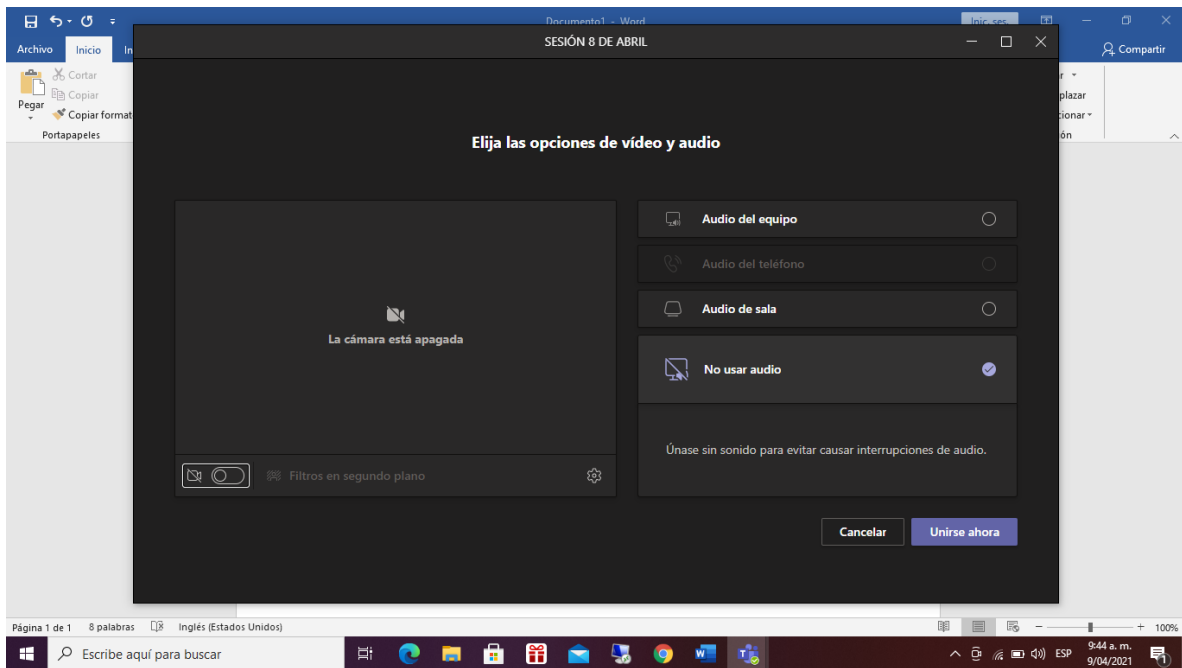 Documento1 - Word
Inic. ses.
SESIÓN 8 DE ABRIL
Archivo
Inicio
In
Compartir
Pegar
Cortar
Copiar
Copiar format
Portapapeles
plazar
cionar
ón
Elija las opciones de vídeo y audio
La cámara está apagada
Filtros en segundo plano
Audio del equipo
Audio del teléfono
Audio de sala
No usar audio
Únase sin sonido para evitar causar interrupciones de audio.
Cancelar
Unirse ahora
Página 1 de 1
8 palabras
Inglés (Estados Unidos)
100%
Escribe aquí para buscar
ESP
9:44 a. m.
9/04/2021
1